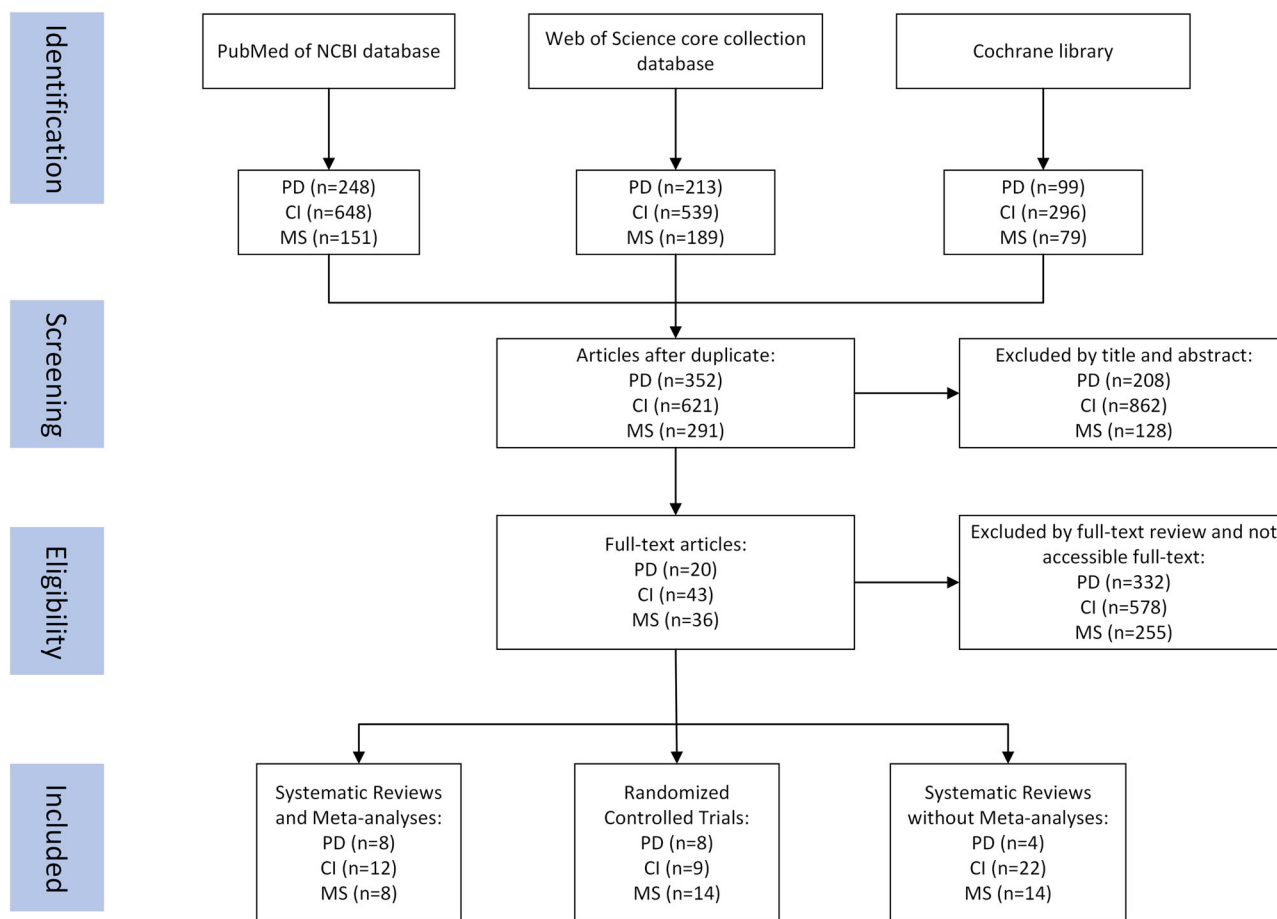 Identification
PubMed of NCBI database
Web of Science core collection
database
Cochrane library
PD (n=248)
CI (n=648)
MS (n=151)
PD (n=213)
CI (n=539)
MS (n=189)
PD (n=99)
CI (n=296)
MS (n=79)
Screening
Articles after duplicate:
PD (n=352)
CI (n=621)
MS (n=291)
Excluded by title and abstract:
PD (n=208)
CI (n=862)
MS (n=128)
Eligibility
Full-text articles:
PD (n=20)
CI (n=43)
MS (n=36)
Excluded by full-text review and not
accessible full-text:
PD (n=332)
CI (n=578)
MS (n=255)
Included
Systematic Reviews
and Meta-analyses:
PD (n=8)
CI (n=12)
MS (n=8)
Randomized
Controlled Trials:
PD (n=8)
CI (n=9)
MS (n=14)
Systematic Reviews
without Meta-analyses:
PD (n=4)
CI (n=22)
MS (n=14)